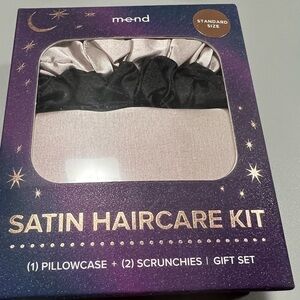 mend
STANDARD
SIZE
SATIN HAIRCARE KIT
(1) PILLOWCASE + (2) SCRUNCHIES | GIFT SET